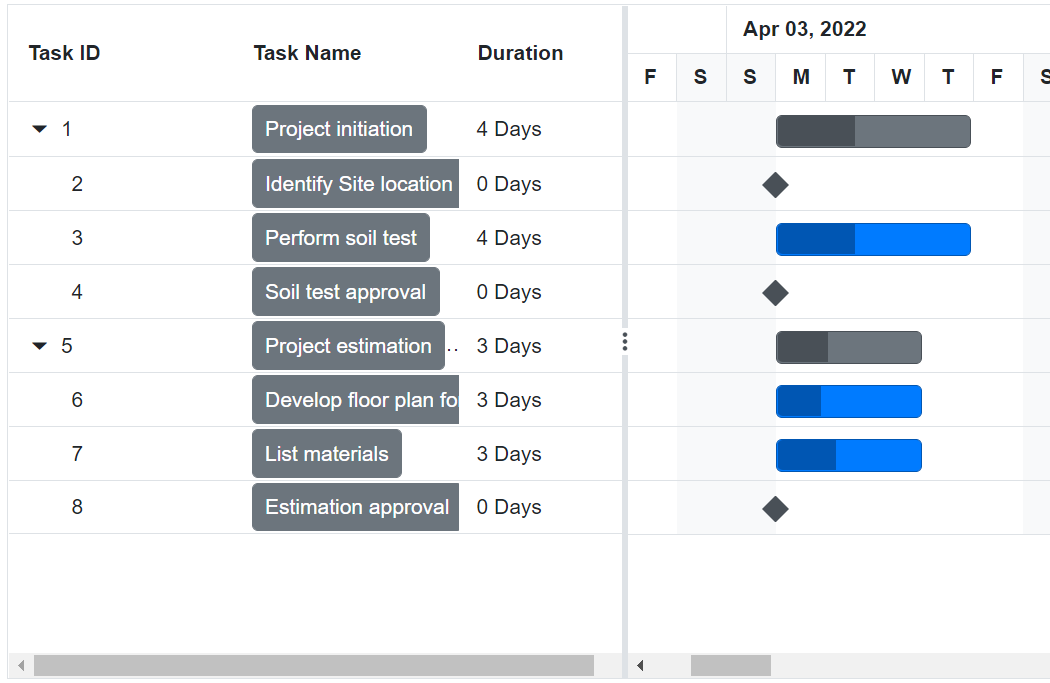 Task ID Task Name Duration Apr 03, 2022
F S S M T W T F S
1 Project initiation 4 Days
2 Identify Site location 0 Days
3 Perform soil test 4 Days
4 Soil test approval 0 Days
5 Project estimation .. 3 Days
6 Develop floor plan fo 3 Days
7 List materials 3 Days
8 Estimation approval 0 Days